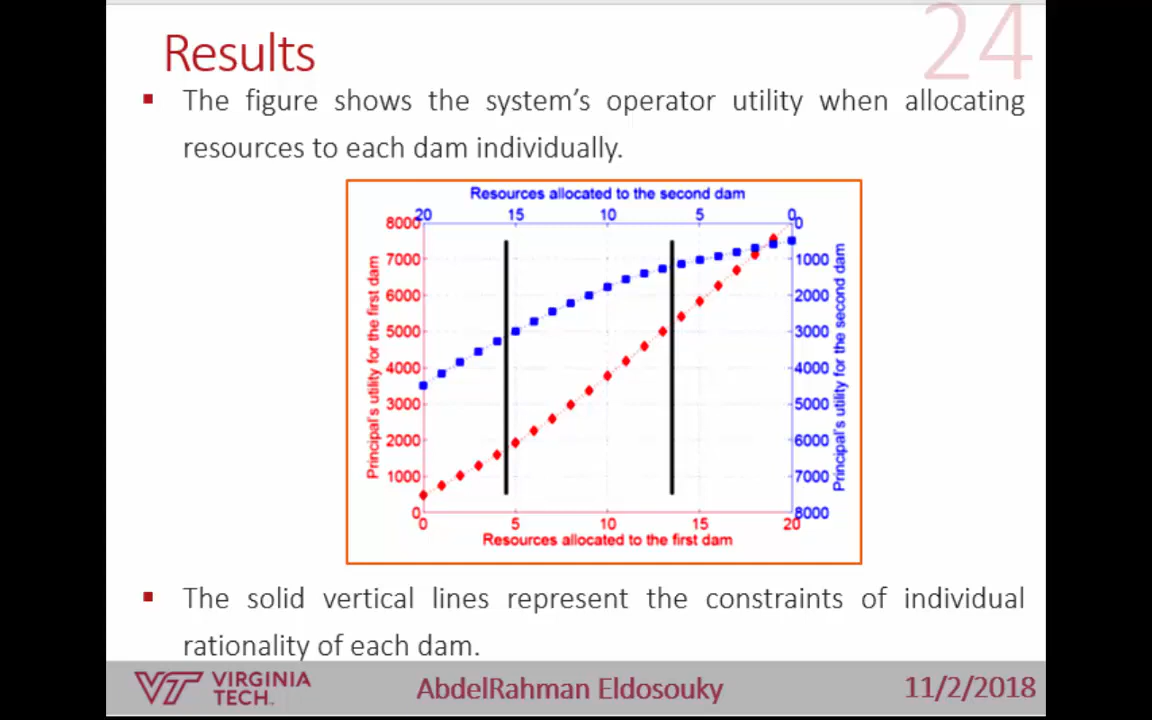 24
Results
▪ The figure shows the system's operator utility when allocating
resources to each dam individually.
Resources allocated to the second dam
20 15 10 5 0
8000 7000 6000 5000 4000 3000 2000 1000 0
Principal's utility for the first dam
0 1000 2000 3000 4000 5000 6000 7000 8000
Principal's utility for the second dam
0 5 10 15 20
Resources allocated to the first dam
▪ The solid vertical lines represent the constraints of individual
rationality of each dam.
VT VIRGINIA
TECH.
AbdelRahman Eldosouky
11/2/2018